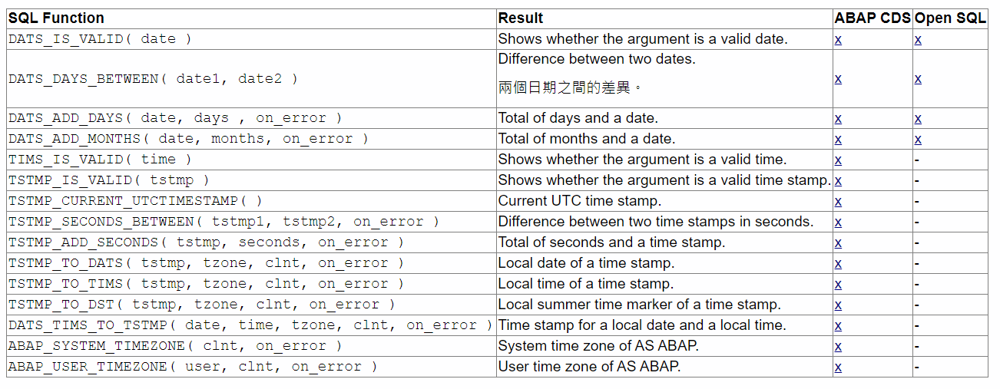 SQL Function Result ABAP CDS Open SQL
DATS_IS_VALID( date ) Shows whether the argument is a valid date. x x
DATS_DAYS_BETWEEN( date1, date2 ) Difference between two dates. x x
兩個日期之間的差異。
DATS_ADD_DAYS( date, days , on_error ) Total of days and a date. x x
DATS_ADD_MONTHS( date, months, on_error ) Total of months and a date. x x
TIMS_IS_VALID( time ) Shows whether the argument is a valid time. x -
TSTMP_IS_VALID( tstmp ) Shows whether the argument is a valid time stamp. x -
TSTMP_CURRENT_UTCTIMESTAMP( ) Current UTC time stamp. x -
TSTMP_SECONDS_BETWEEN( tstmp1, tstmp2, on_error ) Difference between two time stamps in seconds. x -
TSTMP_ADD_SECONDS( tstmp, seconds, on_error ) Total of seconds and a time stamp. x -
TSTMP_TO_DATS( tstmp, tzone, clnt, on_error ) Local date of a time stamp. x -
TSTMP_TO_TIMS( tstmp, tzone, clnt, on_error ) Local time of a time stamp. x -
TSTMP_TO_DST( tstmp, tzone, clnt, on_error ) Local summer time marker of a time stamp. x -
DATS_TIMS_TO_TSTMP( date, time, tzone, clnt, on_error ) Time stamp for a local date and a local time. x -
ABAP_SYSTEM_TIMEZONE( clnt, on_error ) System time zone of AS ABAP. x -
ABAP_USER_TIMEZONE( user, clnt, on_error ) User time zone of AS ABAP. x -